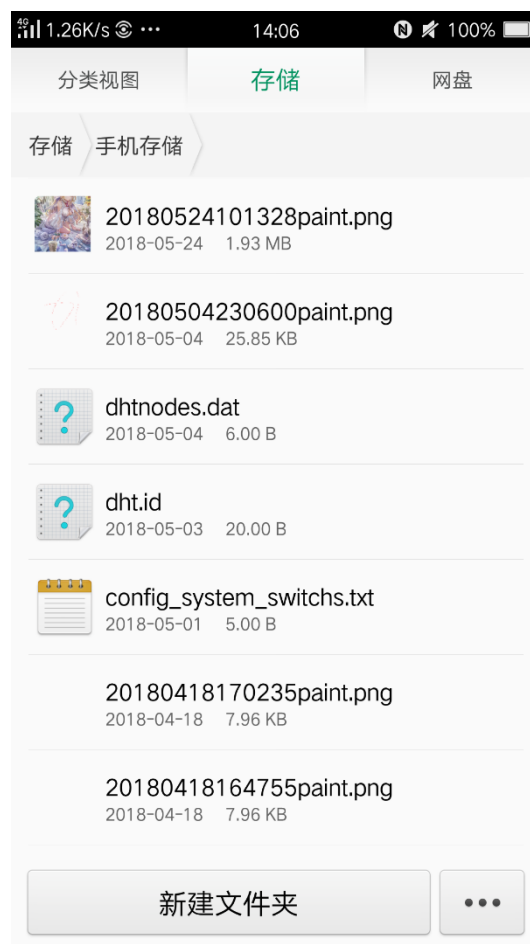 4G 1.26K/s ··· 14:06 100%
分类视图 存储 网盘
存储 手机存储
20180524101328paint.png
2018-05-24 1.93 MB
20180504230600paint.png
2018-05-04 25.85 KB
dhtnodes.dat
2018-05-04 6.00 B
dht.id
2018-05-03 20.00 B
config_system_switchs.txt
2018-05-01 5.00 B
20180418170235paint.png
2018-04-18 7.96 KB
20180418164755paint.png
2018-04-18 7.96 KB
新建文件夹